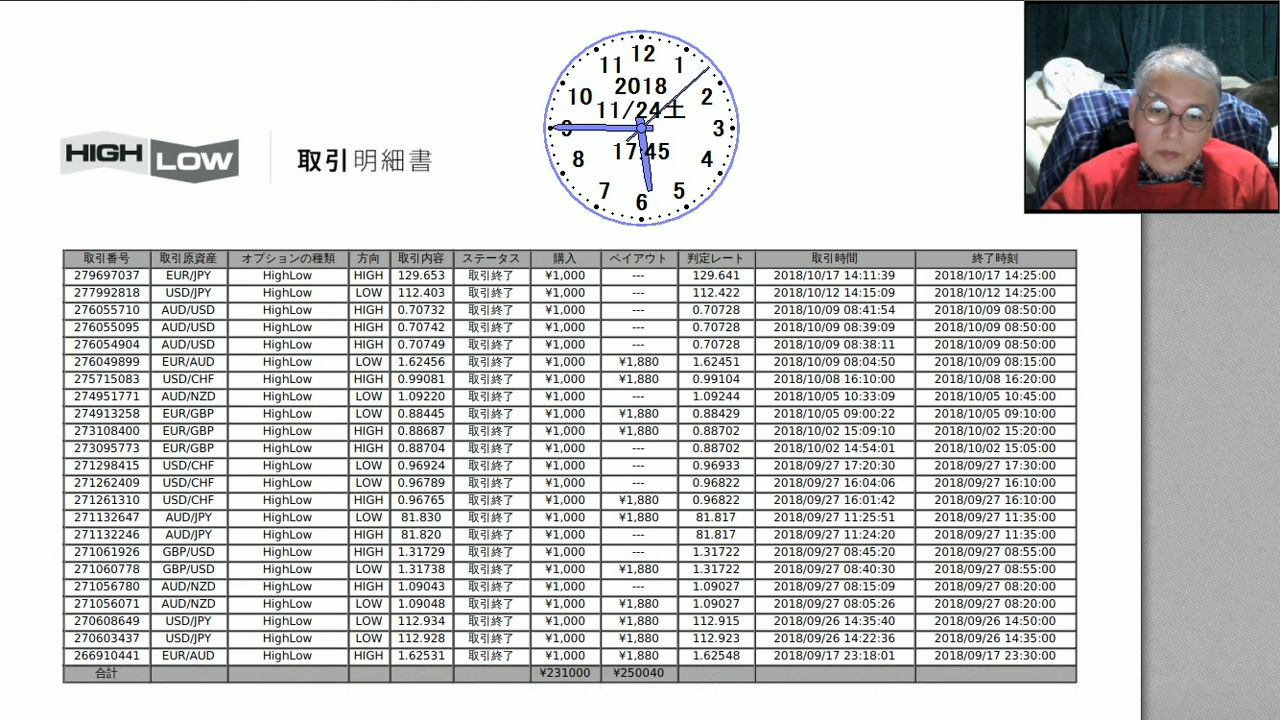 12
11
1
2018
10
2
11/24土
9
3
17:45
8
4
7
5
6
HIGH LOW 取引明細書
取引番号 取引原資産 オプションの種類 方向 取引内容 ステータス 購入 ペイアウト 判定レート 取引時間 終了時刻
279697037 EUR/JPY HighLow HIGH 129.653 取引終了 ¥1,000 --- 129.641 2018/10/17 14:11:39 2018/10/17 14:25:00
277992818 USD/JPY HighLow LOW 112.403 取引終了 ¥1,000 --- 112.422 2018/10/12 14:15:09 2018/10/12 14:25:00
276055710 AUD/USD HighLow HIGH 0.70732 取引終了 ¥1,000 --- 0.70728 2018/10/09 08:41:54 2018/10/09 08:50:00
276055095 AUD/USD HighLow HIGH 0.70742 取引終了 ¥1,000 --- 0.70728 2018/10/09 08:39:09 2018/10/09 08:50:00
276054904 AUD/USD HighLow HIGH 0.70749 取引終了 ¥1,000 --- 0.70728 2018/10/09 08:38:11 2018/10/09 08:50:00
276049899 EUR/AUD HighLow LOW 1.62456 取引終了 ¥1,000 ¥1,880 1.62451 2018/10/09 08:04:50 2018/10/09 08:15:00
275715083 USD/CHF HighLow HIGH 0.99081 取引終了 ¥1,000 ¥1,880 0.99104 2018/10/08 16:10:00 2018/10/08 16:20:00
274951771 AUD/NZD HighLow LOW 1.09220 取引終了 ¥1,000 --- 1.09244 2018/10/05 10:33:09 2018/10/05 10:45:00
274913258 EUR/GBP HighLow LOW 0.88445 取引終了 ¥1,000 ¥1,880 0.88429 2018/10/05 09:00:22 2018/10/05 09:10:00
273108400 EUR/GBP HighLow HIGH 0.88687 取引終了 ¥1,000 ¥1,880 0.88702 2018/10/02 15:09:10 2018/10/02 15:20:00
273095773 EUR/GBP HighLow HIGH 0.88704 取引終了 ¥1,000 --- 0.88702 2018/10/02 14:54:01 2018/10/02 15:05:00
271298415 USD/CHF HighLow LOW 0.96924 取引終了 ¥1,000 --- 0.96933 2018/09/27 17:20:30 2018/09/27 17:30:00
271262409 USD/CHF HighLow LOW 0.96789 取引終了 ¥1,000 --- 0.96822 2018/09/27 16:04:06 2018/09/27 16:10:00
271261310 USD/CHF HighLow HIGH 0.96765 取引終了 ¥1,000 ¥1,880 0.96822 2018/09/27 16:01:42 2018/09/27 16:10:00
271132647 AUD/JPY HighLow LOW 81.830 取引終了 ¥1,000 ¥1,880 81.817 2018/09/27 11:25:51 2018/09/27 11:35:00
271132246 AUD/JPY HighLow HIGH 81.820 取引終了 ¥1,000 --- 81.817 2018/09/27 11:24:20 2018/09/27 11:35:00
271061926 GBP/USD HighLow HIGH 1.31729 取引終了 ¥1,000 --- 1.31722 2018/09/27 08:45:20 2018/09/27 08:55:00
271060778 GBP/USD HighLow LOW 1.31738 取引終了 ¥1,000 ¥1,880 1.31722 2018/09/27 08:40:30 2018/09/27 08:55:00
271056780 AUD/NZD HighLow HIGH 1.09043 取引終了 ¥1,000 --- 1.09027 2018/09/27 08:15:09 2018/09/27 08:20:00
271056071 AUD/NZD HighLow LOW 1.09048 取引終了 ¥1,000 ¥1,880 1.09027 2018/09/27 08:05:26 2018/09/27 08:20:00
270608649 USD/JPY HighLow LOW 112.934 取引終了 ¥1,000 ¥1,880 112.915 2018/09/26 14:35:40 2018/09/26 14:50:00
270603437 USD/JPY HighLow LOW 112.928 取引終了 ¥1,000 ¥1,880 112.923 2018/09/26 14:22:36 2018/09/26 14:35:00
266910441 EUR/AUD HighLow HIGH 1.62531 取引終了 ¥1,000 ¥1,880 1.62548 2018/09/17 23:18:01 2018/09/17 23:30:00
合計 ¥231000 ¥250040